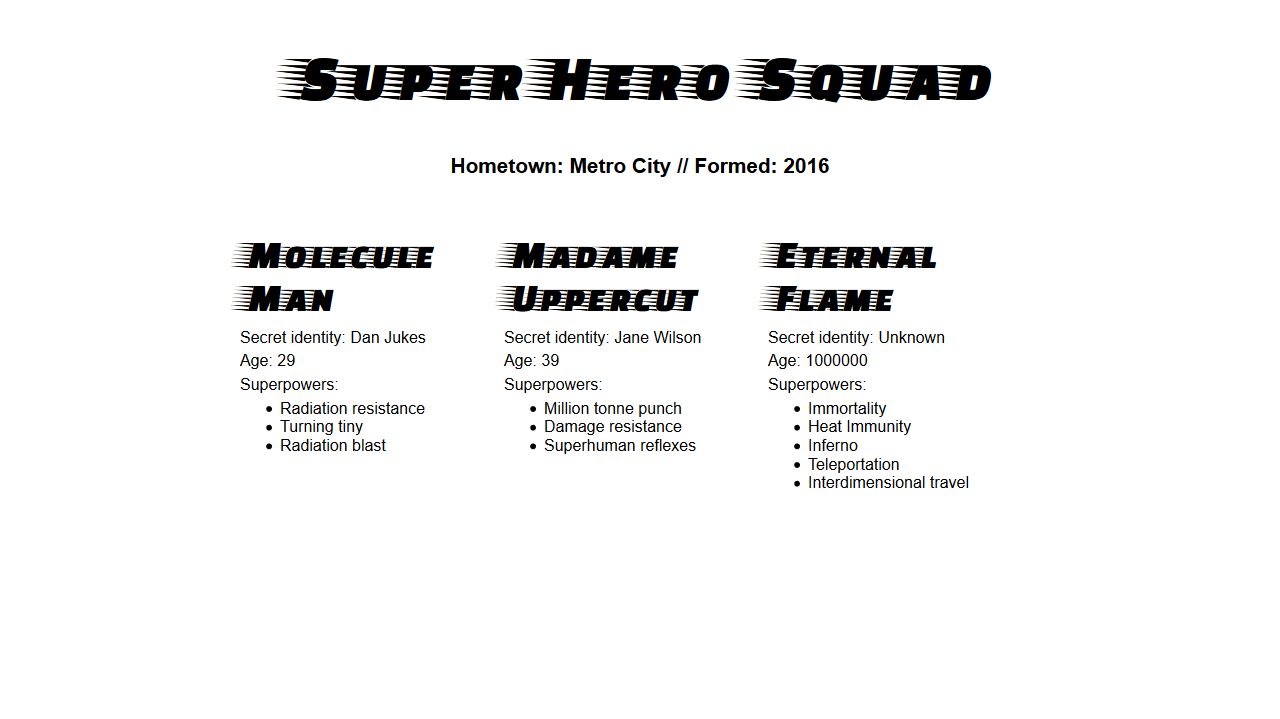 Super Hero Squad
Hometown: Metro City // Formed: 2016
Molecule
Man
Secret identity: Dan Jukes
Age: 29
Superpowers:
Radiation resistance
Turning tiny
Radiation blast
Madame
Uppercut
Secret identity: Jane Wilson
Age: 39
Superpowers:
Million tonne punch
Damage resistance
Superhuman reflexes
Eternal
Flame
Secret identity: Unknown
Age: 1000000
Superpowers:
Immortality
Heat Immunity
Inferno
Teleportation
Interdimensional travel